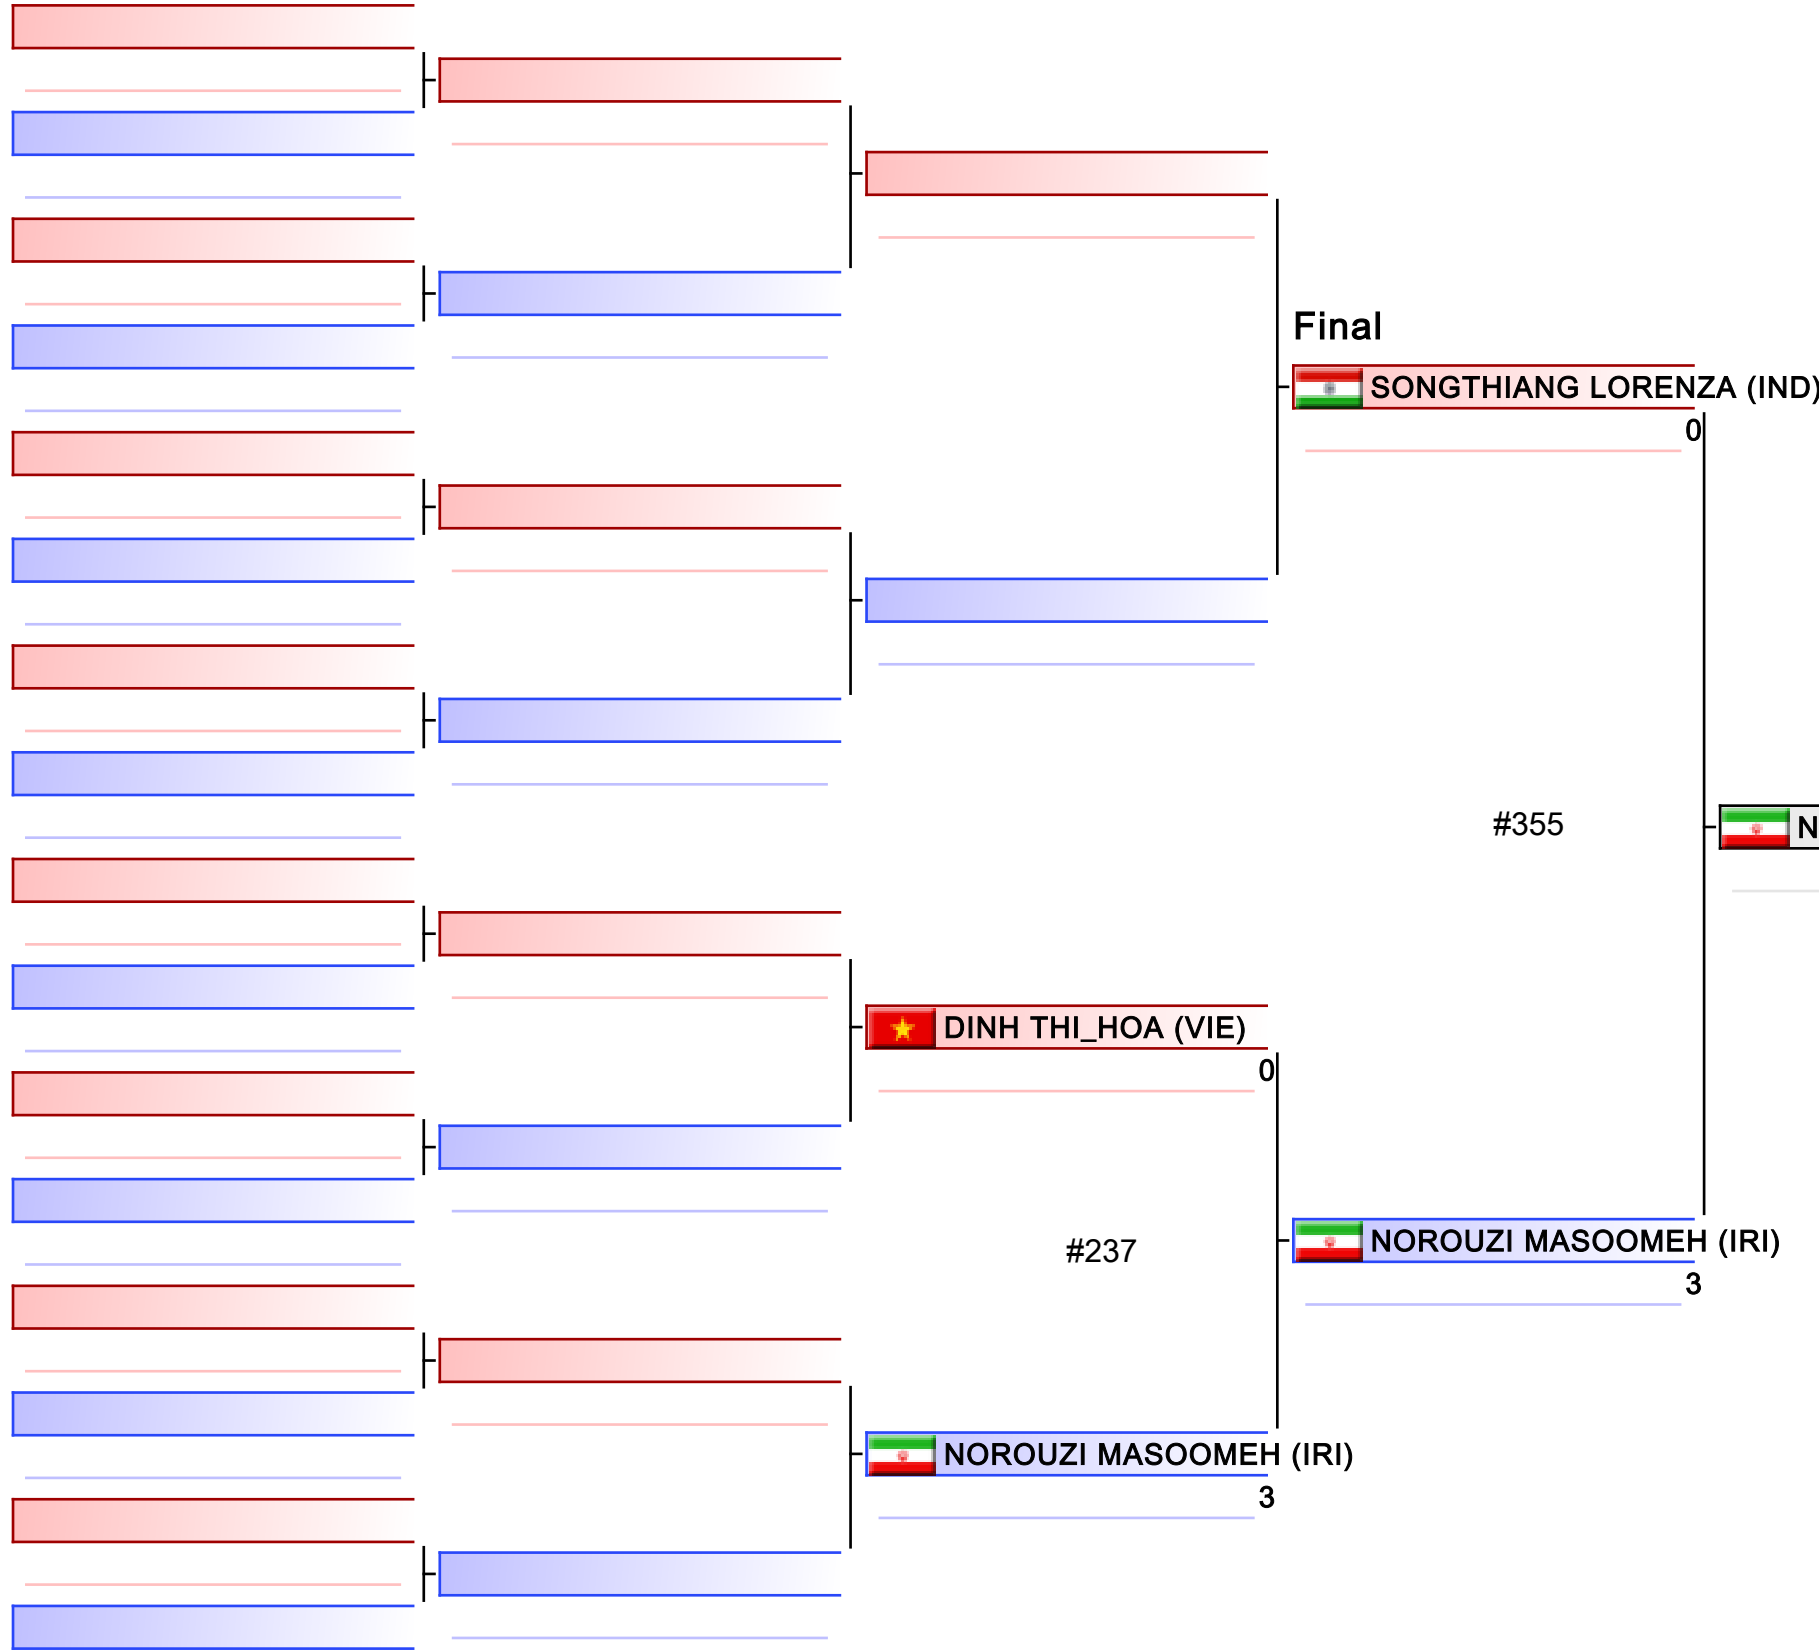 Final
SONGTHIANG LORENZA (IND)
0
#355
N
DINH THI_HOA (VIE)
0
#237
NOROUZI MASOOMEH (IRI)
3
NOROUZI MASOOMEH (IRI)
3